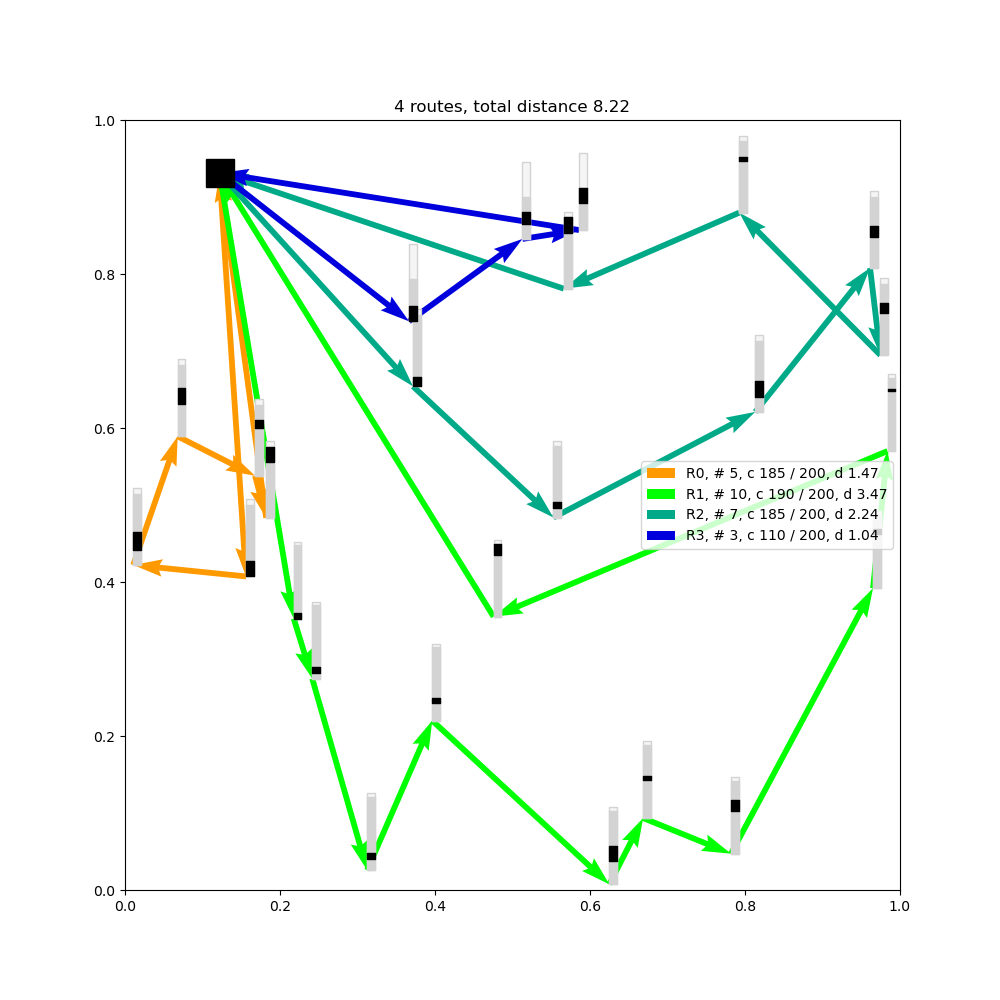 4 routes, total distance 8.22
1.0
0.8
0.6
0.4
0.2
0.0
R0, # 5, c 185 / 200, d 1.47
R1, # 10, c 190 / 200, d 3.47
R2, # 7, c 185 / 200, d 2.24
R3, # 3, c 110 / 200, d 1.04
0.0 0.2 0.4 0.6 0.8 1.0